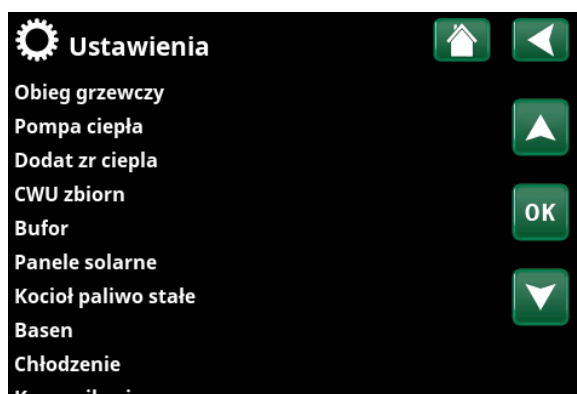 Ustawienia
Obieg grzewczy
Pompa ciepła
Dodat zr ciepla
CWU zbiorn
OK
Bufor
Panele solarne
Kocioł paliwo stałe
Basen
Chłodzenie